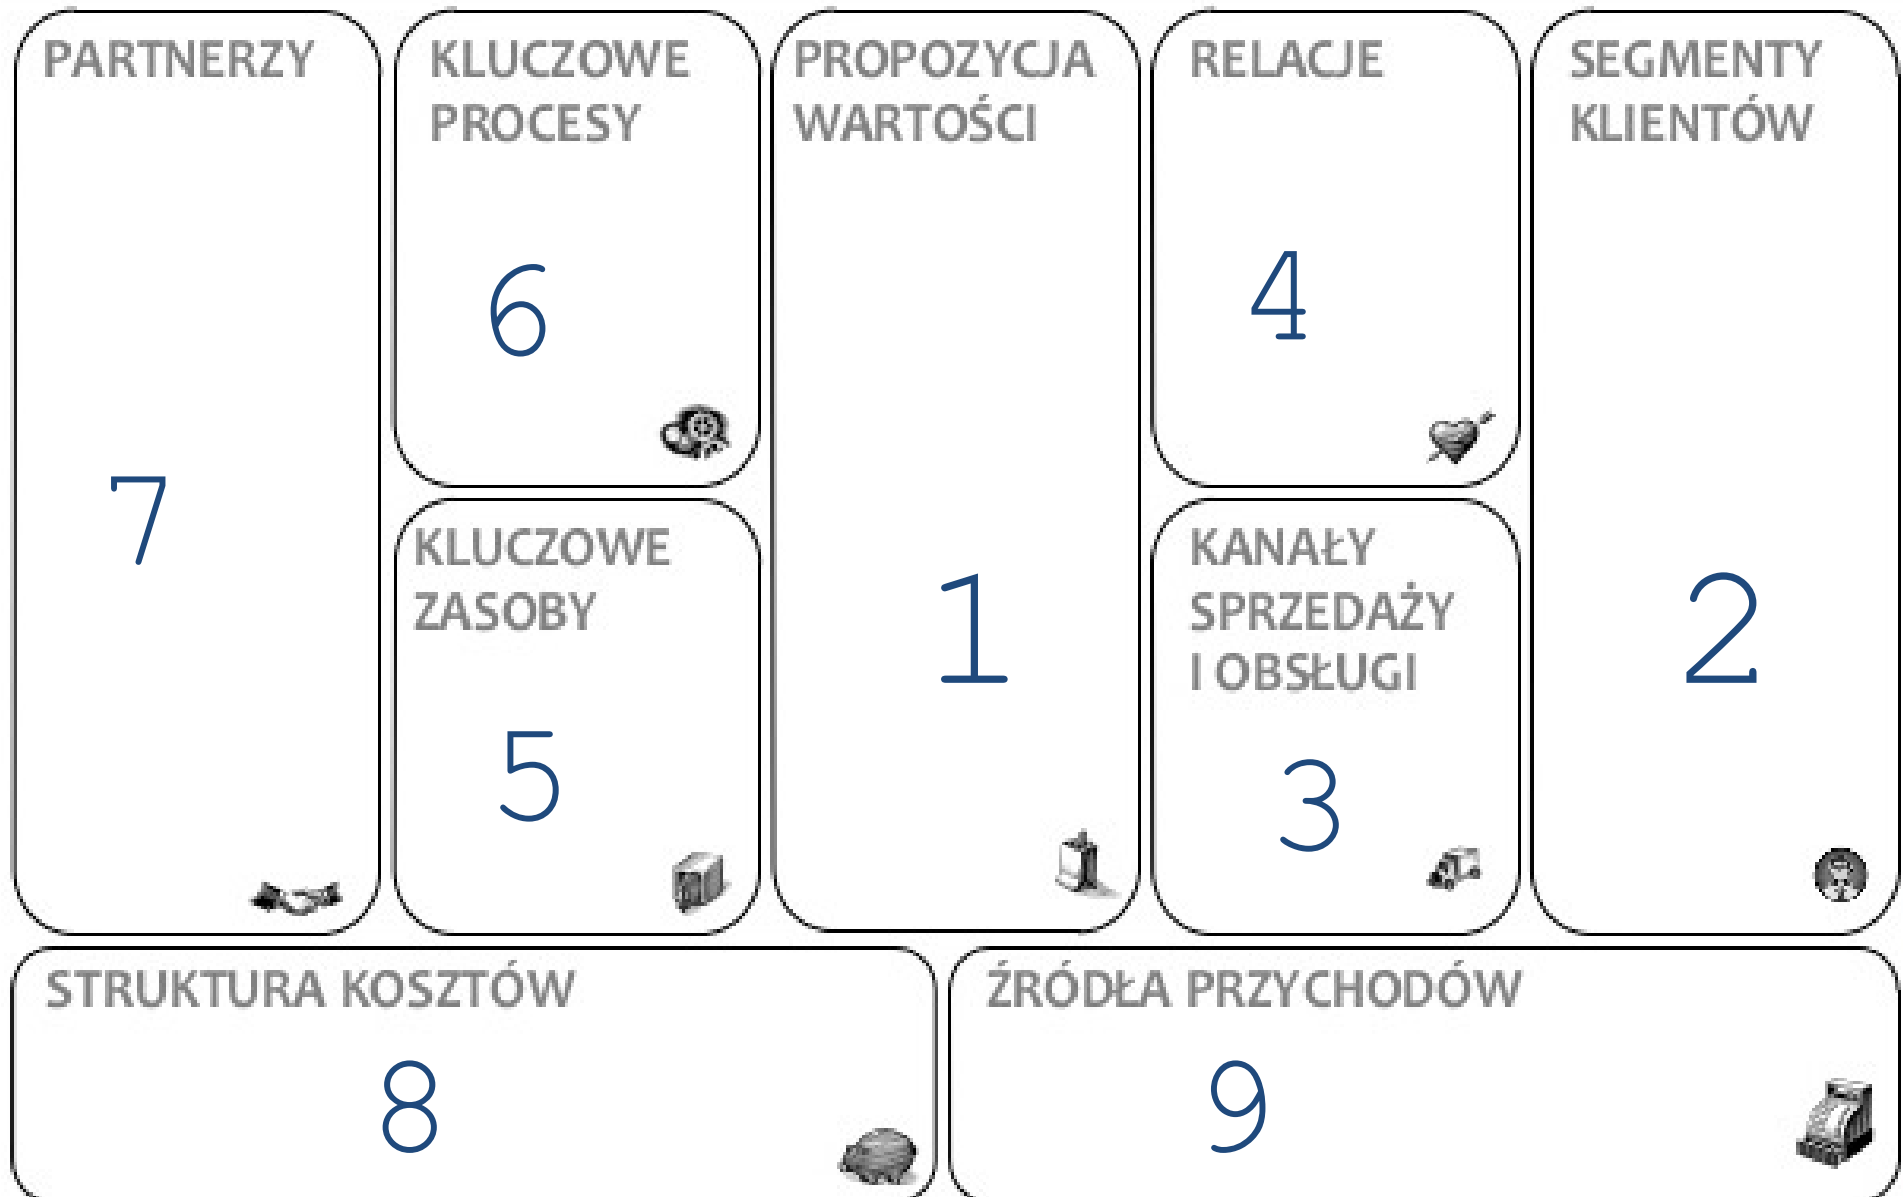 PARTNERZY
7
KLUCZOWE
PROCESY
6
KLUCZOWE
ZASOBY
5
PROPOZYCJA
WARTOŚCI
1
RELACJE
4
KANAŁY
SPRZEDAŻY
I OBSŁUGI
3
SEGMENTY
KLIENTÓW
2
STRUKTURA KOSZTÓW
8
ŹRÓDŁA PRZYCHODÓW
9